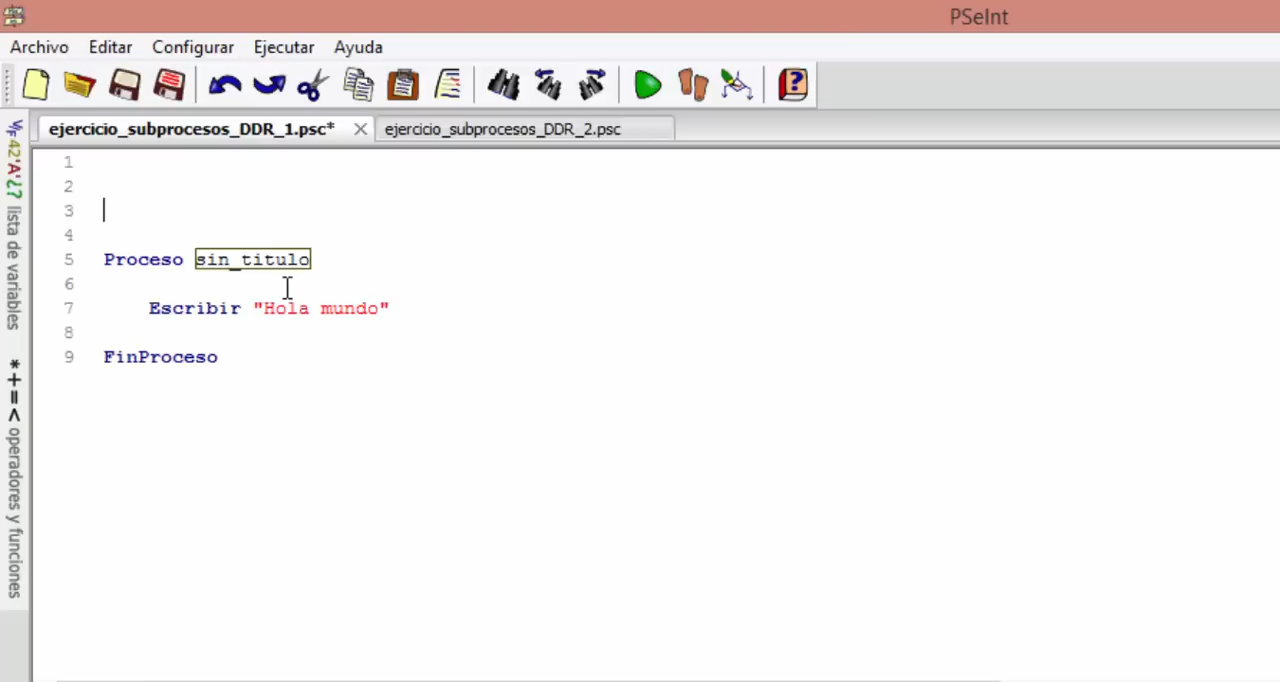 PSeInt
Archivo Editar Configurar Ejecutar Ayuda
ejercicio_subprocesos_DDR_1.psc* ejercicio_subprocesos_DDR_2.psc
1
2
3
4
5 Proceso sin_titulo
6
7 Escribir "Hola mundo"
8
9 FinProceso
42 'A' ¿? lista de variables
*+=< operadores y funciones